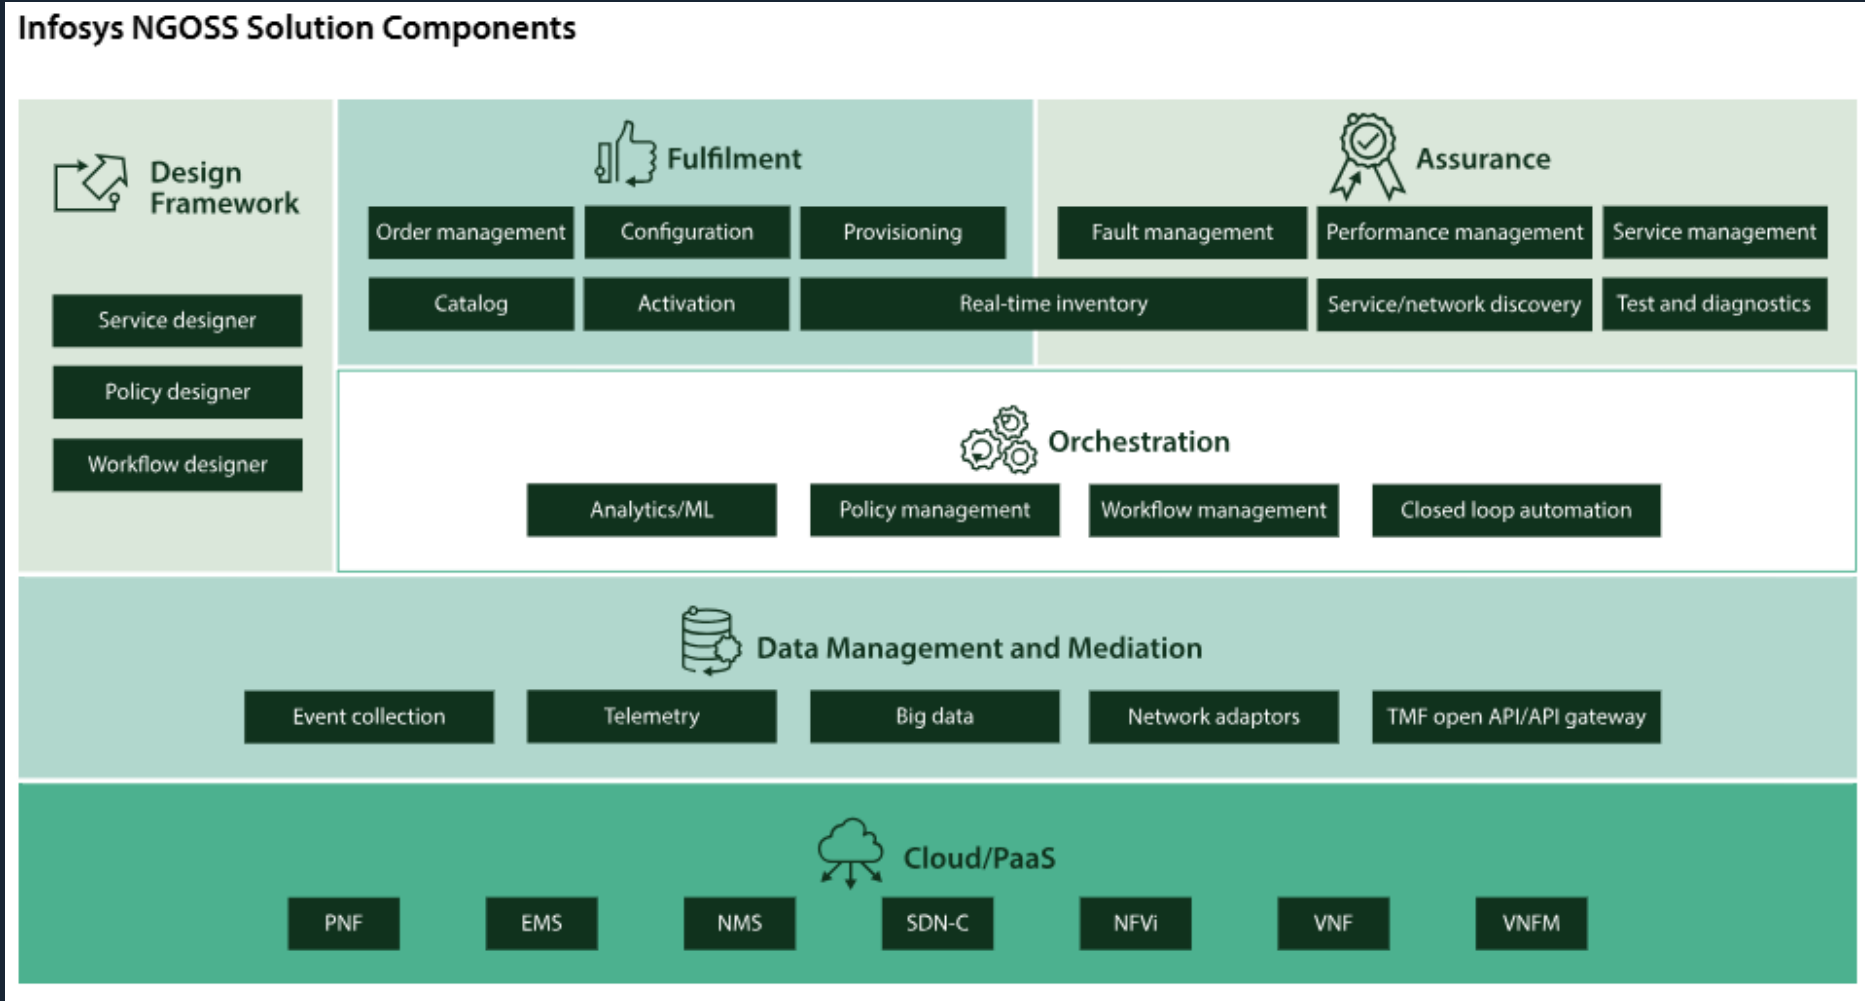 Infosys NGOSS Solution Components
Design
Framework
Service designer
Policy designer
Workflow designer
Fulfilment
Order management
Configuration
Provisioning
Catalog
Activation
Real-time inventory
Assurance
Fault management
Performance management
Service management
Service/network discovery
Test and diagnostics
Orchestration
Analytics/ML
Policy management
Workflow management
Closed loop automation
Data Management and Mediation
Event collection
Telemetry
Big data
Network adaptors
TMF open API/API gateway
Cloud/PaaS
PNF
EMS
NMS
SDN-C
NFVi
VNF
VNFM